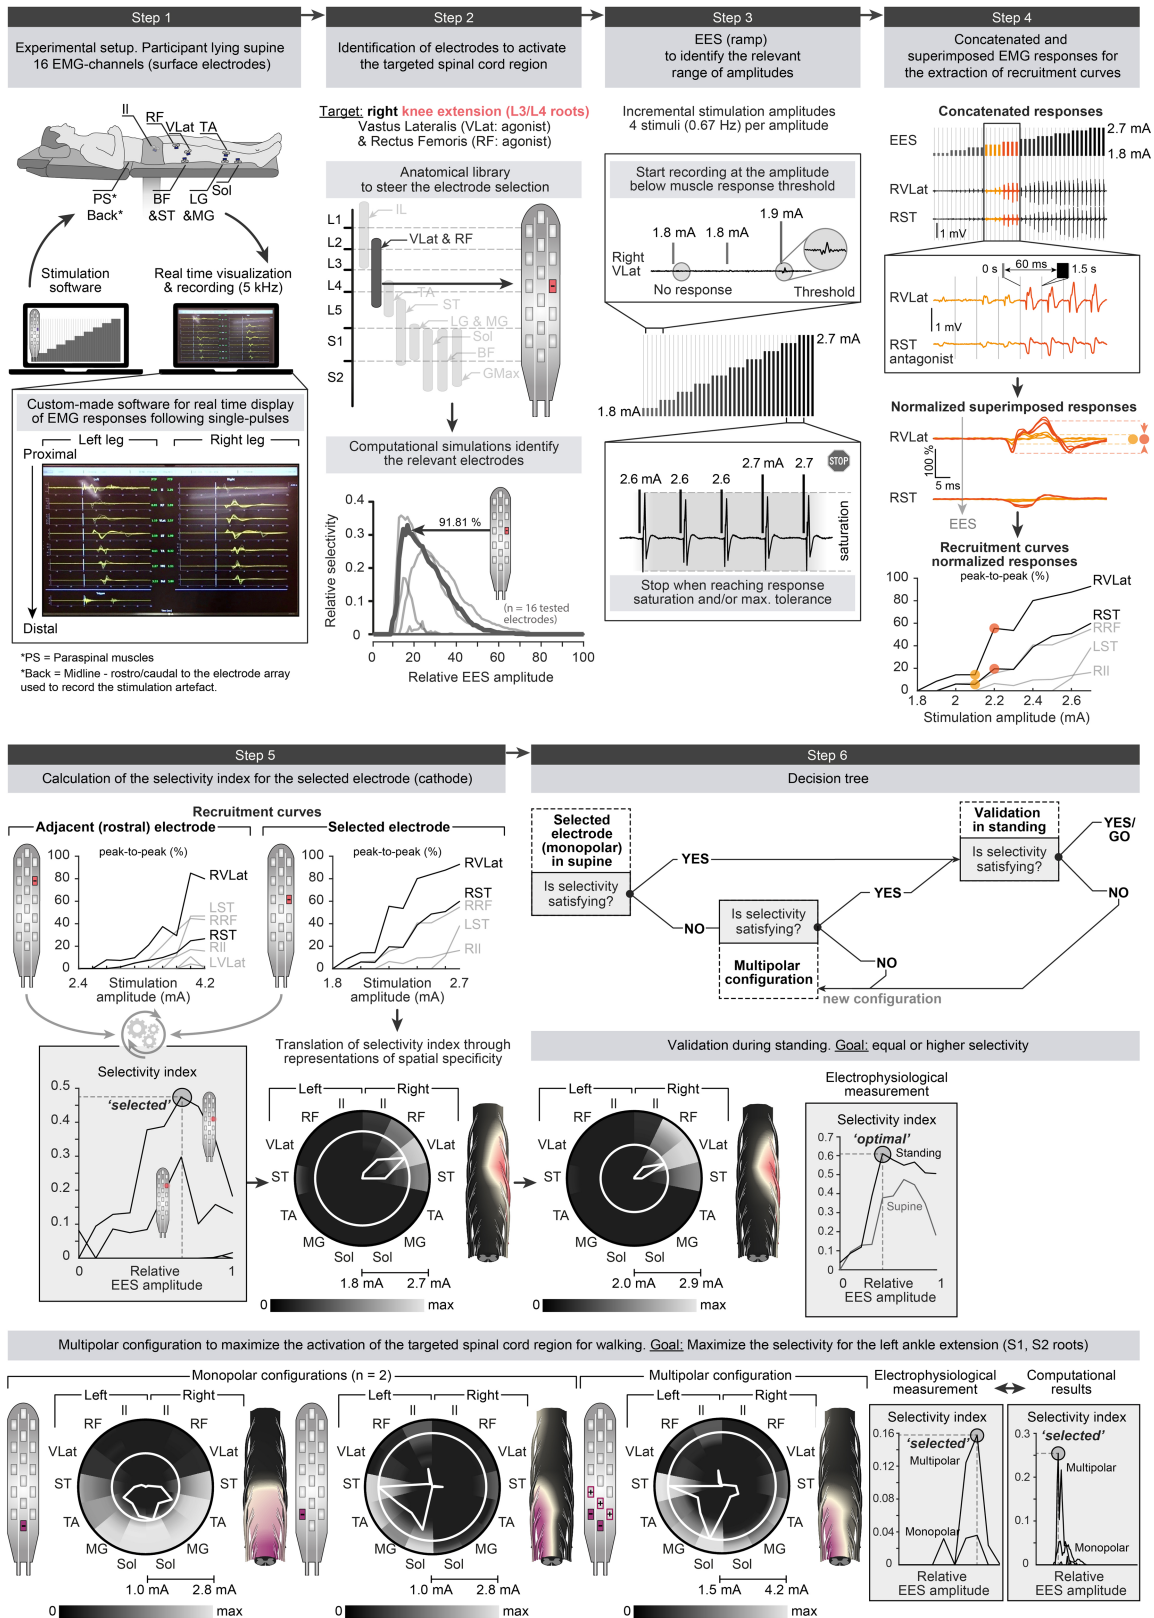 Step 1
Experimental setup. Participant lying supine
16 EMG-channels (surface electrodes)
Il
RF
VLat TA
PS*
Back*
BF
&ST
LG
&MG
Sol
Stimulation
software
Real time visualization
& recording (5 kHz)
Custom-made software for real time display
of EMG responses following single-pulses
Left leg
Right leg
Proximal
Distal
*PS = Paraspinal muscles
*Back = Midline - rostro/caudal to the electrode array
used to record the stimulation artefact.
Step 2
Identification of electrodes to activate
the targeted spinal cord region
Target: right knee extension (L3/L4 roots)
Vastus Lateralis (VLat: agonist)
& Rectus Femoris (RF: agonist)
Anatomical library
to steer the electrode selection
L1
L2
L3
L4
L5
S1
S2
IL
VLat & RF
TA
ST
LG & MG
Sol
BF
GMax
Computational simulations identify
the relevant electrodes
Relative selectivity
0.4
0.3
0.2
0.1
0
91.81 %
(n = 16 tested
electrodes)
0 20 40 60 80 100
Relative EES amplitude
Step 3
EES (ramp)
to identify the relevant
range of amplitudes
Incremental stimulation amplitudes
4 stimuli (0.67 Hz) per amplitude
Start recording at the amplitude
below muscle response threshold
1.9 mA
1.8 mA 1.8 mA
Right
VLat
No response
Threshold
2.7 mA
1.8 mA
STOP
2.7 mA 2.7
2.6 mA 2.6 2.6
saturation
Stop when reaching response
saturation and/or max. tolerance
Step 4
Concatenated and
superimposed EMG responses for
the extraction of recruitment curves
Concatenated responses
EES
2.7 mA
1.8 mA
RVLat
RST
1 mV
0 s 60 ms 1.5 s
RVLat
1 mV
RST
antagonist
Normalized superimposed responses
RVLat
100 %
5 ms
RST
EES
Recruitment curves
normalized responses
peak-to-peak (%)
100
80
60
40
20
0
RVLat
RST
RRF
LST
RIl
1.8 2 2.2 2.4 2.6
Stimulation amplitude (mA)
Step 5
Calculation of the selectivity index for the selected electrode (cathode)
Recruitment curves
Adjacent (rostral) electrode
Selected electrode
peak-to-peak (%)
100
80
60
40
20
0
RVLat
LST
RRF
RST
RIl
LVLat
2.4 Stimulation 4.2
amplitude (mA)
peak-to-peak (%)
100
80
60
40
20
0
RVLat
RST
RRF
LST
RIl
1.8 Stimulation 2.7
amplitude (mA)
Translation of selectivity index through
representations of spatial specificity
Selectivity index
0.5
0.4
0.3
0.2
0.1
0
'selected'
0 Relative 1
EES amplitude
Left Right
Il Il
RF
VLat VLat
ST ST
TA TA
MG MG
Sol Sol
1.8 mA 2.7 mA
0 max
Step 6
Decision tree
Selected
electrode
(monopolar)
in supine
Is selectivity
satisfying?
YES
NO
Is selectivity
satisfying?
Multipolar
configuration
YES
NO
new configuration
Validation
in standing
Is selectivity
satisfying?
YES/
GO
NO
Validation during standing. Goal: equal or higher selectivity
Left Right
Il Il
RF RF
VLat VLat
ST ST
TA TA
MG MG
Sol Sol
2.0 mA 2.9 mA
0 max
Electrophysiological
measurement
Selectivity index
0.7
0.6
0.5
0.4
0.3
0.2
0.1
0
'optimal'
Standing
Supine
0 Relative 1
EES amplitude
Multipolar configuration to maximize the activation of the targeted spinal cord region for walking. Goal: Maximize the selectivity for the left ankle extension (S1, S2 roots)
Monopolar configurations (n = 2)
Left Right
Il Il
RF RF
VLat VLat
ST ST
TA TA
MG MG
Sol Sol
1.0 mA 2.8 mA
0 max
Left Right
Il Il
RF RF
VLat VLat
ST ST
TA TA
MG MG
Sol Sol
1.0 mA 2.8 mA
0 max
Multipolar configuration
Left Right
Il Il
RF RF
VLat VLat
ST ST
TA TA
MG MG
Sol Sol
1.5 mA 4.2 mA
0 max
Electrophysiological
measurement
Computational
results
Selectivity index
0.16
0.12
0.08
0.04
0
'selected'
Multipolar
Monopolar
Relative
EES amplitude
Selectivity index
0.3
0.2
0.1
0
'selected'
Multipolar
Monopolar
Relative
EES amplitude